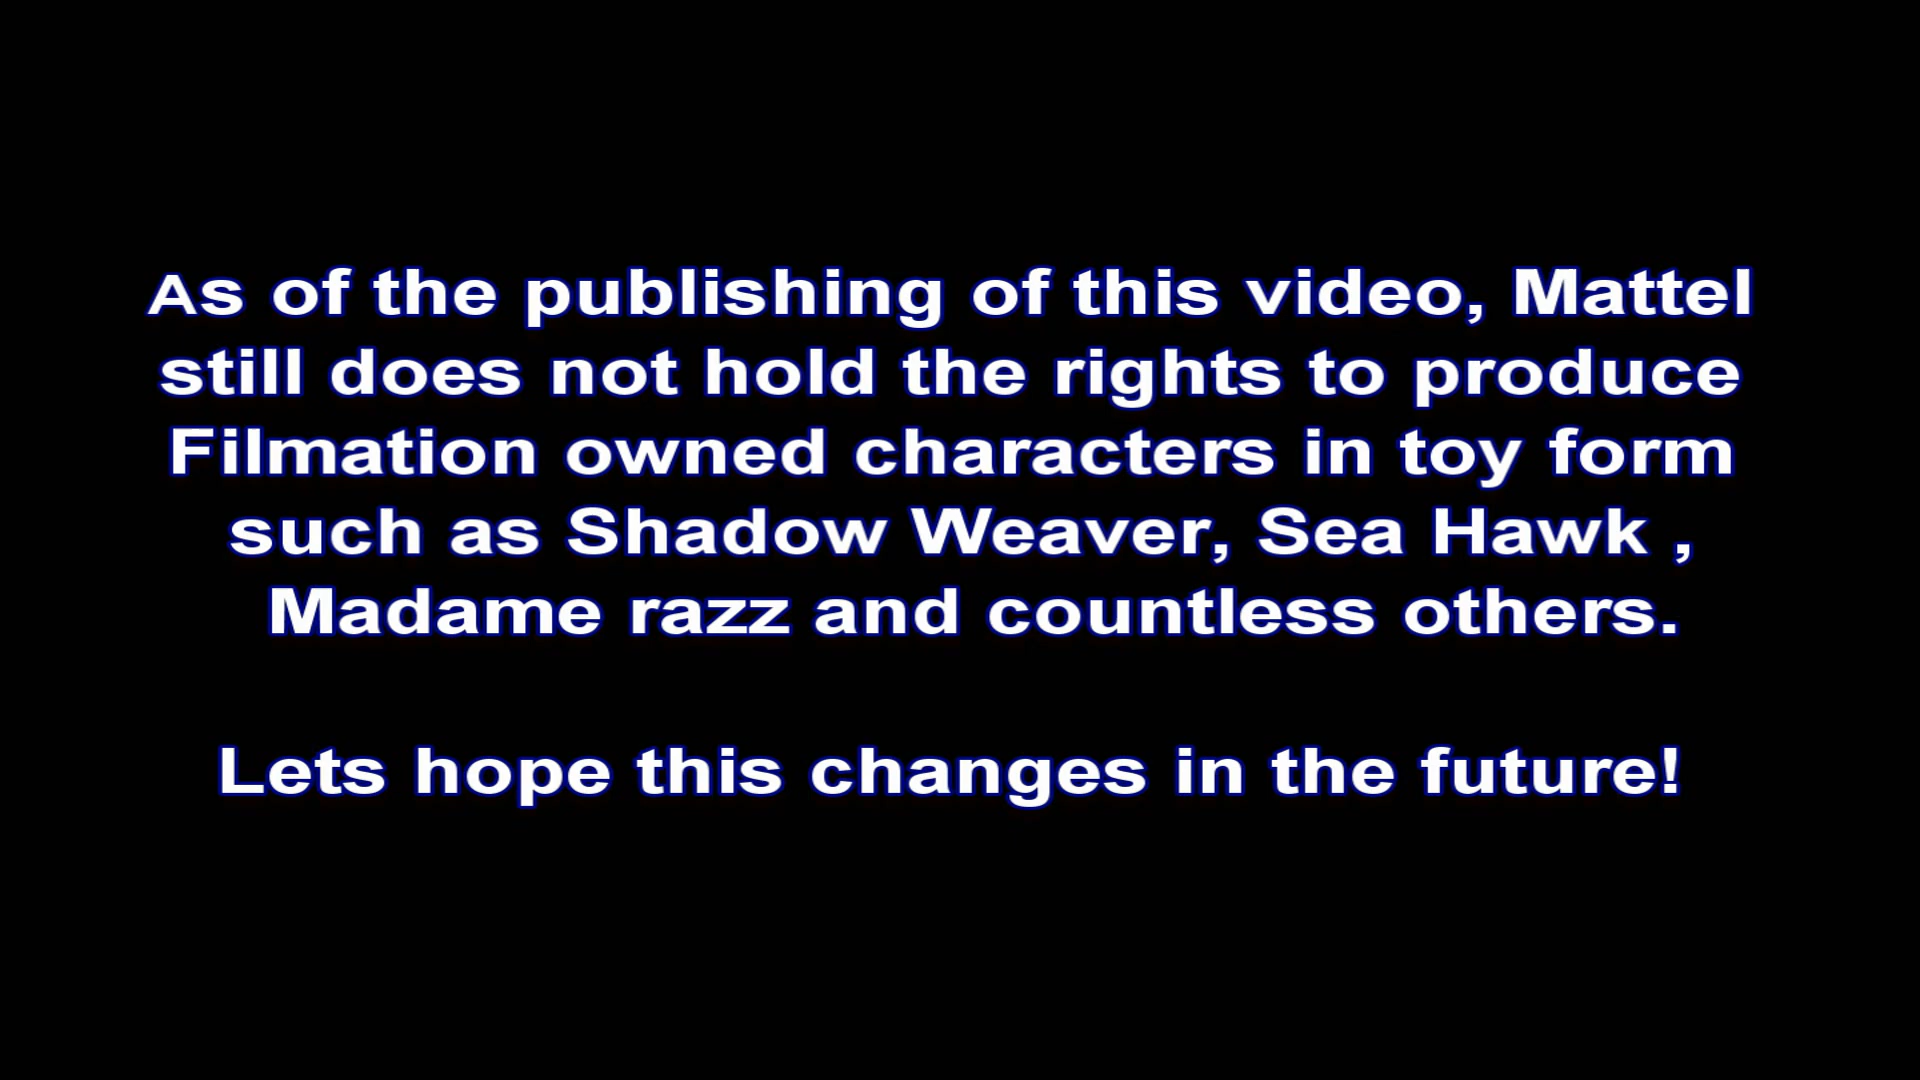 As of the publishing of this video, Mattel
still does not hold the rights to produce
Filmation owned characters in toy form
such as Shadow Weaver, Sea Hawk ,
Madame razz and countless others.
Lets hope this changes in the future!